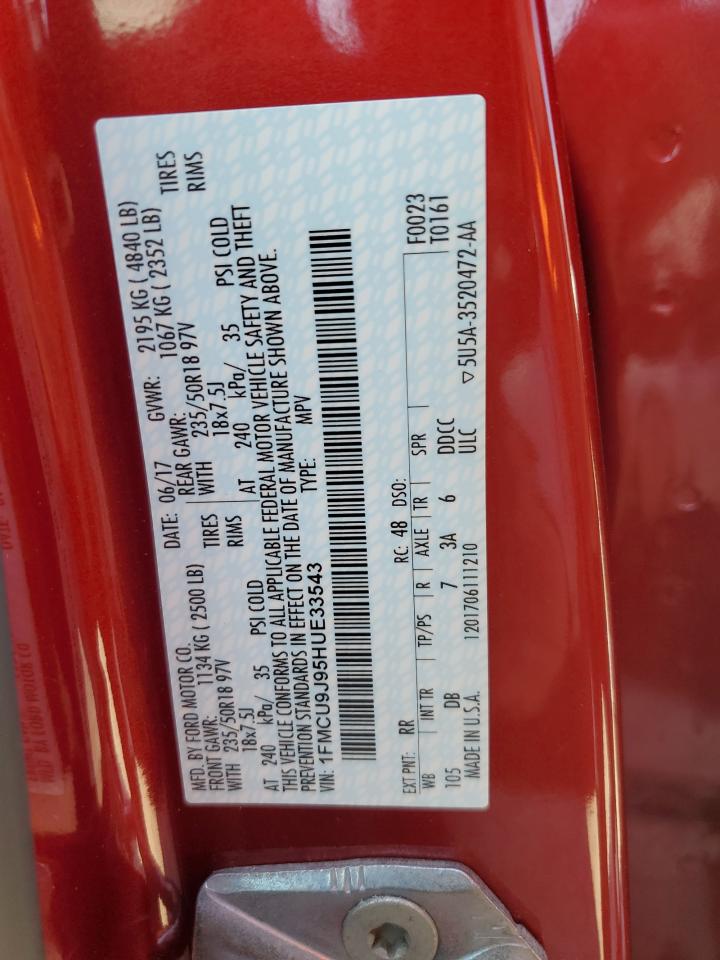 MFD. BY FORD MOTOR CO.
DATE: 06/17 GVWR: 2195 KG ( 4840 LB)
FRONT GAWR: 1134 KG ( 2500 LB)
REAR GAWR: 1067 KG ( 2352 LB)
WITH 235/50R18 97V TIRES
WITH 235/50R18 97V TIRES
18x7.5J RIMS
18x7.5J RIMS
AT 240 kPa/ 35 PSI COLD
AT 240 kPa/ 35 PSI COLD
THIS VEHICLE CONFORMS TO ALL APPLICABLE FEDERAL MOTOR VEHICLE SAFETY AND THEFT
PREVENTION STANDARDS IN EFFECT ON THE DATE OF MANUFACTURE SHOWN ABOVE.
VIN: 1FMCU9J95HUE33543 TYPE: MPV
EXT PNT: RR RC: 48 DSO: F0023
WB INT TR TP/PS R AXLE TR SPR T0161
105 DB 7 3A 6 DDCC
MADE IN U.S.A. 1201706111210 ULC ▽5U5A-3520472-AA